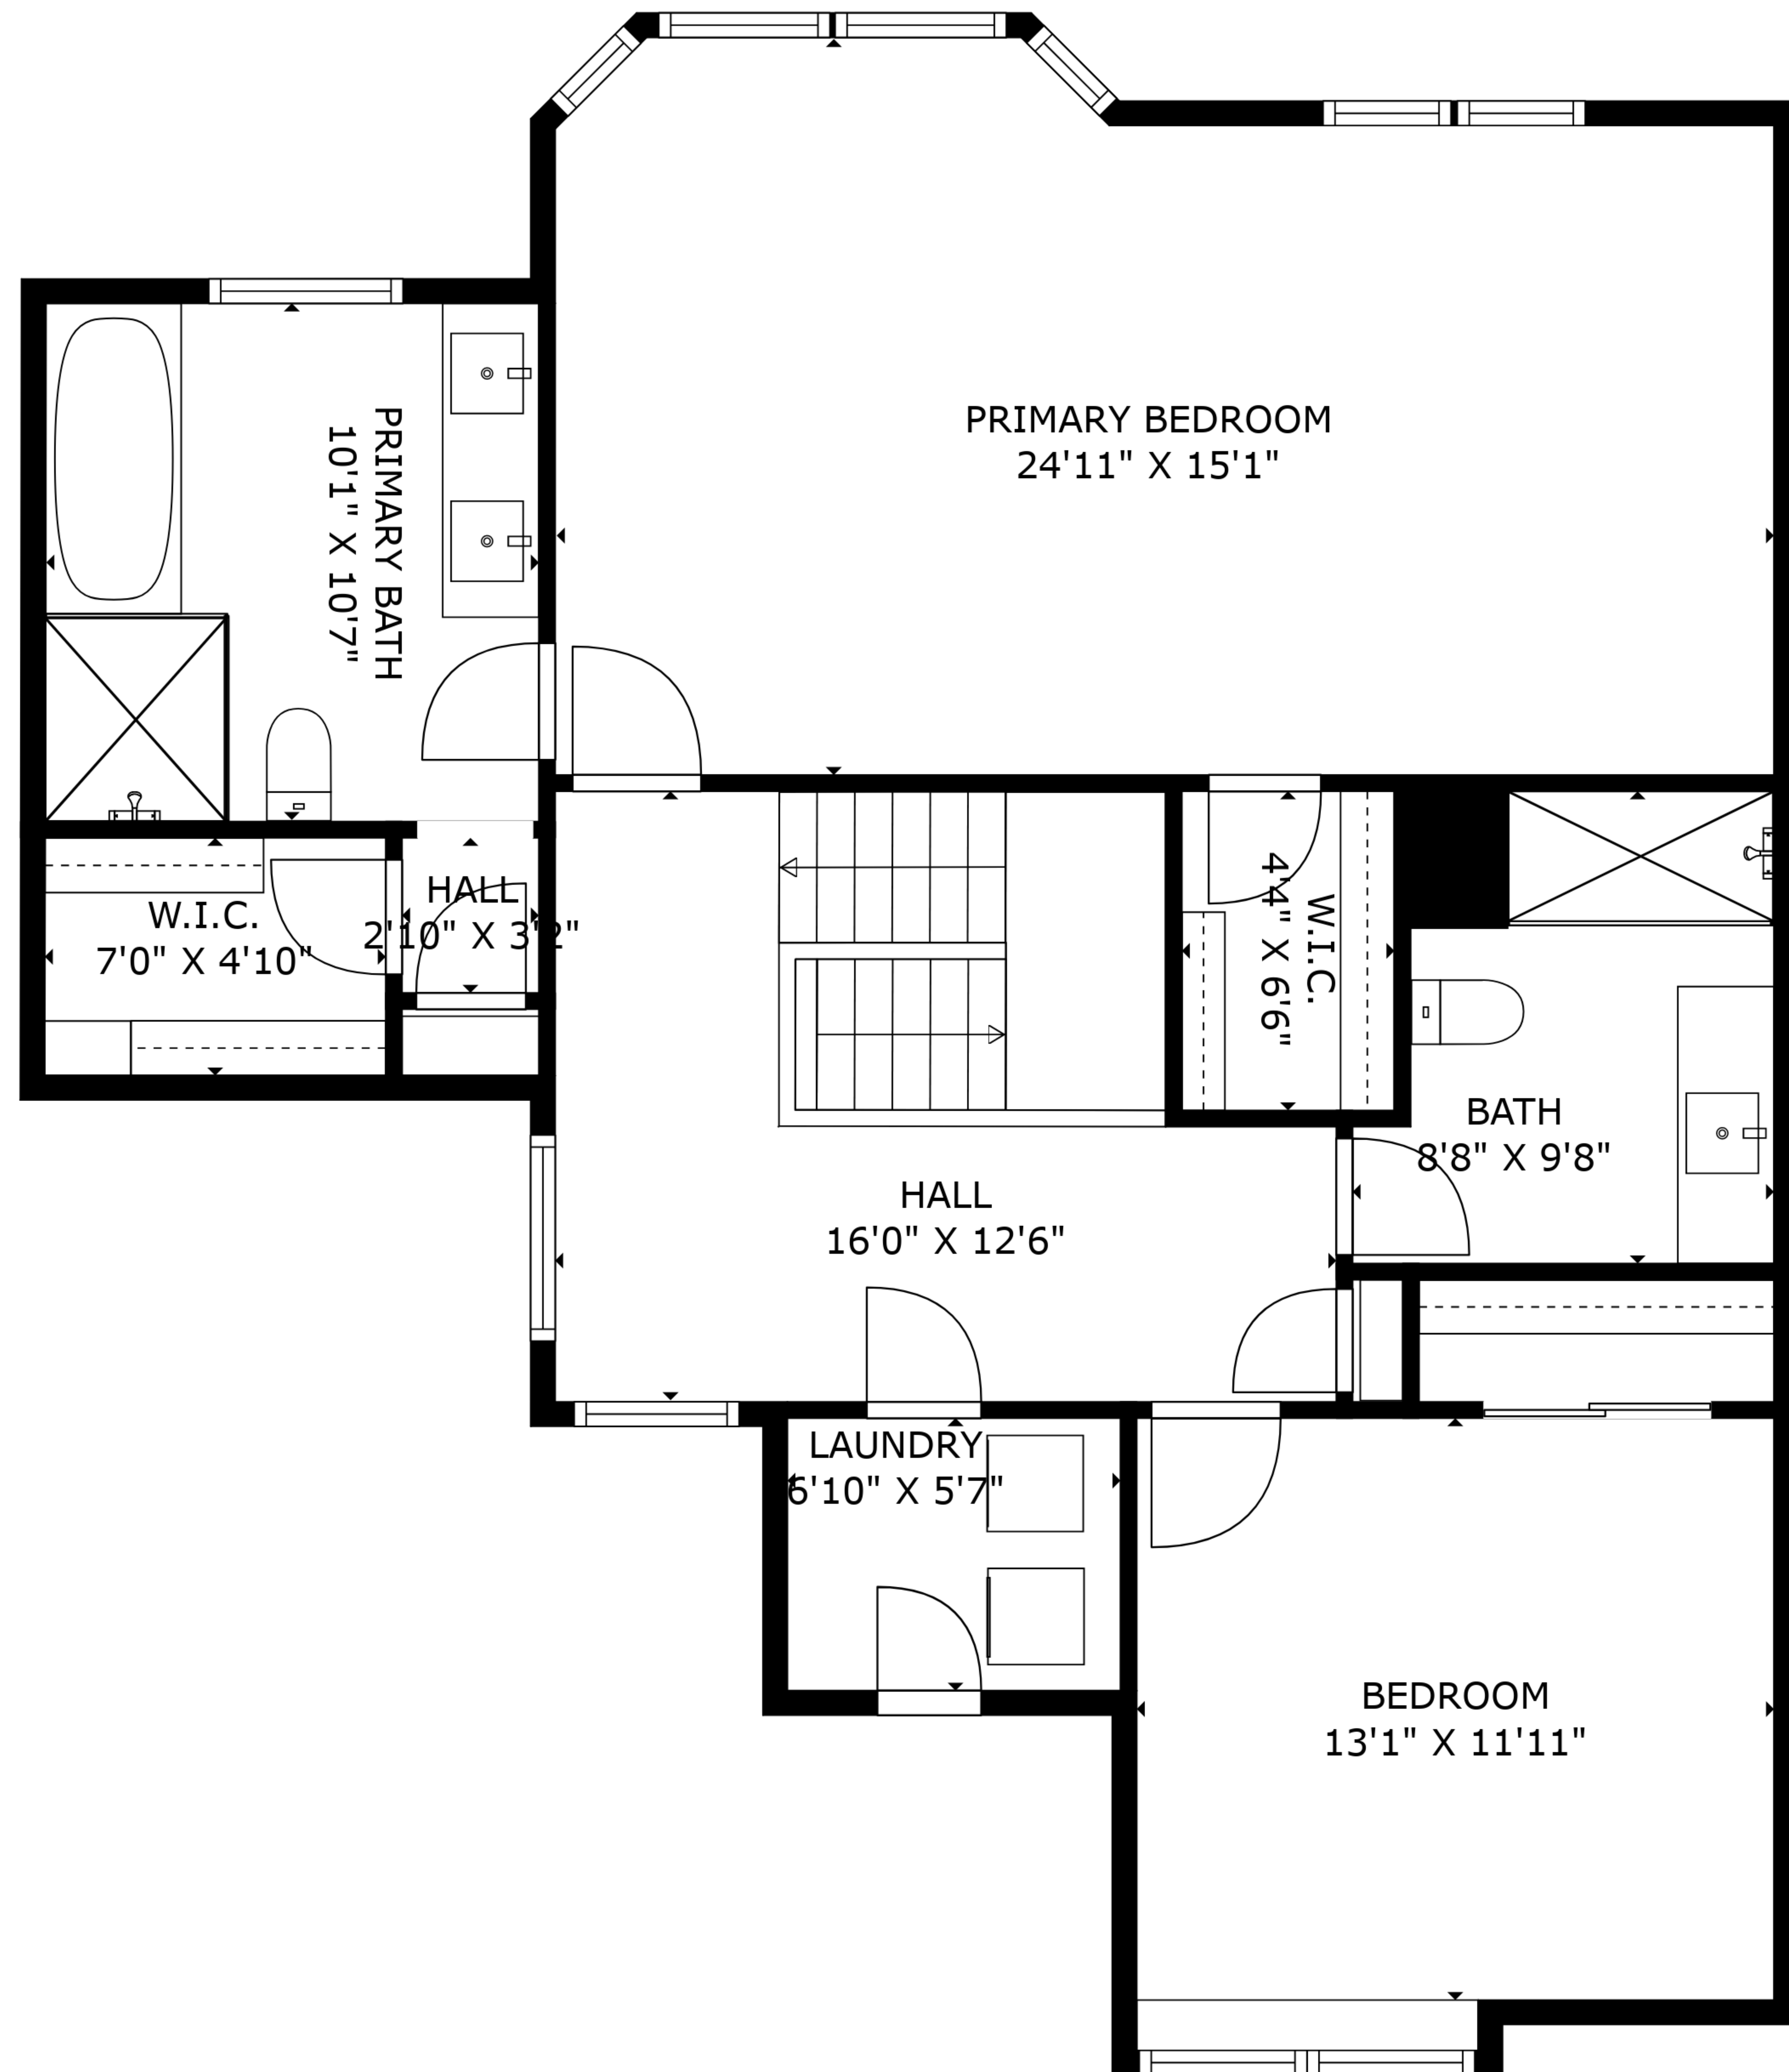 PRIMARY BEDROOM
24'11" X 15'1"
PRIMARY BATH
10'1" X 10'7"
HALL
2'10" X 3'2"
W.I.C.
7'0" X 4'10"
W.I.C.
4'4" X 6'6"
BATH
8'8" X 9'8"
HALL
16'0" X 12'6"
LAUNDRY
6'10" X 5'7"
BEDROOM
13'1" X 11'11"